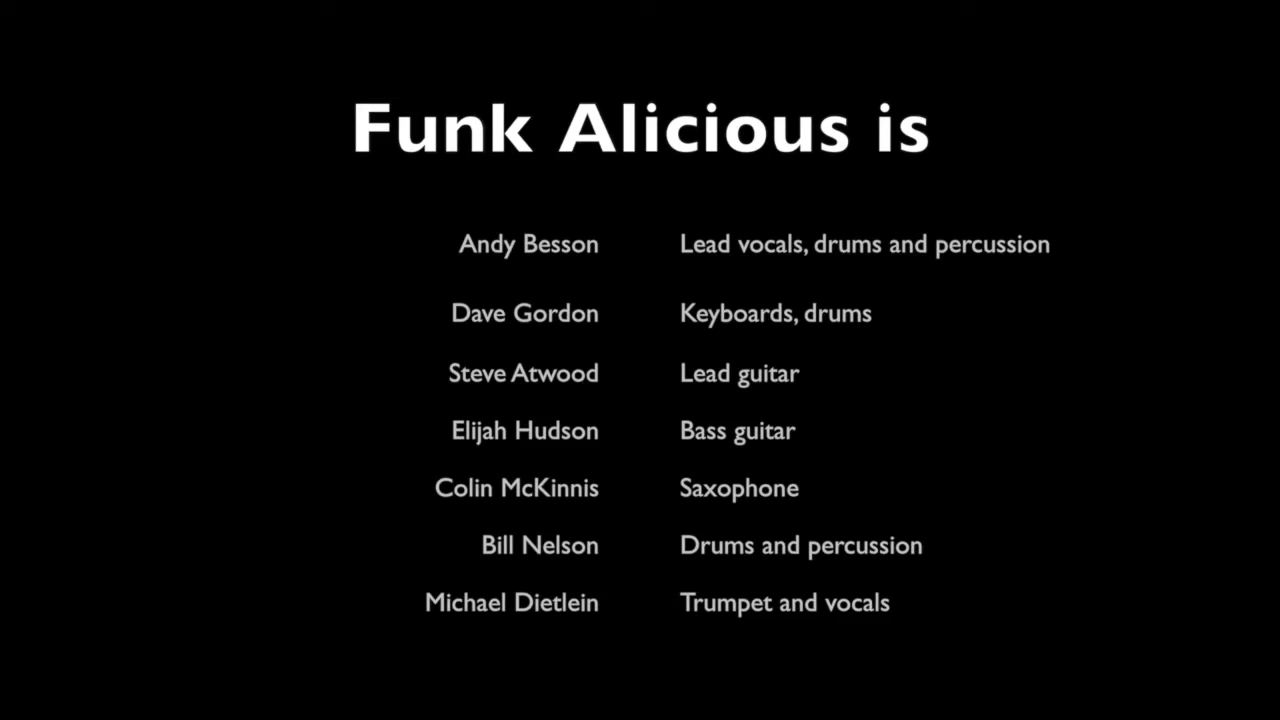 Funk Alicious is
Andy Besson Lead vocals, drums and percussion
Dave Gordon Keyboards, drums
Steve Atwood Lead guitar
Elijah Hudson Bass guitar
Colin McKinnis Saxophone
Bill Nelson Drums and percussion
Michael Dietlein Trumpet and vocals